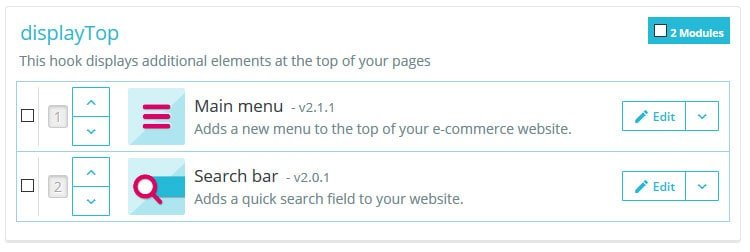 displayTop
2 Modules
This hook displays additional elements at the top of your pages
1
Main menu - v2.1.1
Adds a new menu to the top of your e-commerce website.
Edit
2
Search bar - v2.0.1
Adds a quick search field to your website.
Edit